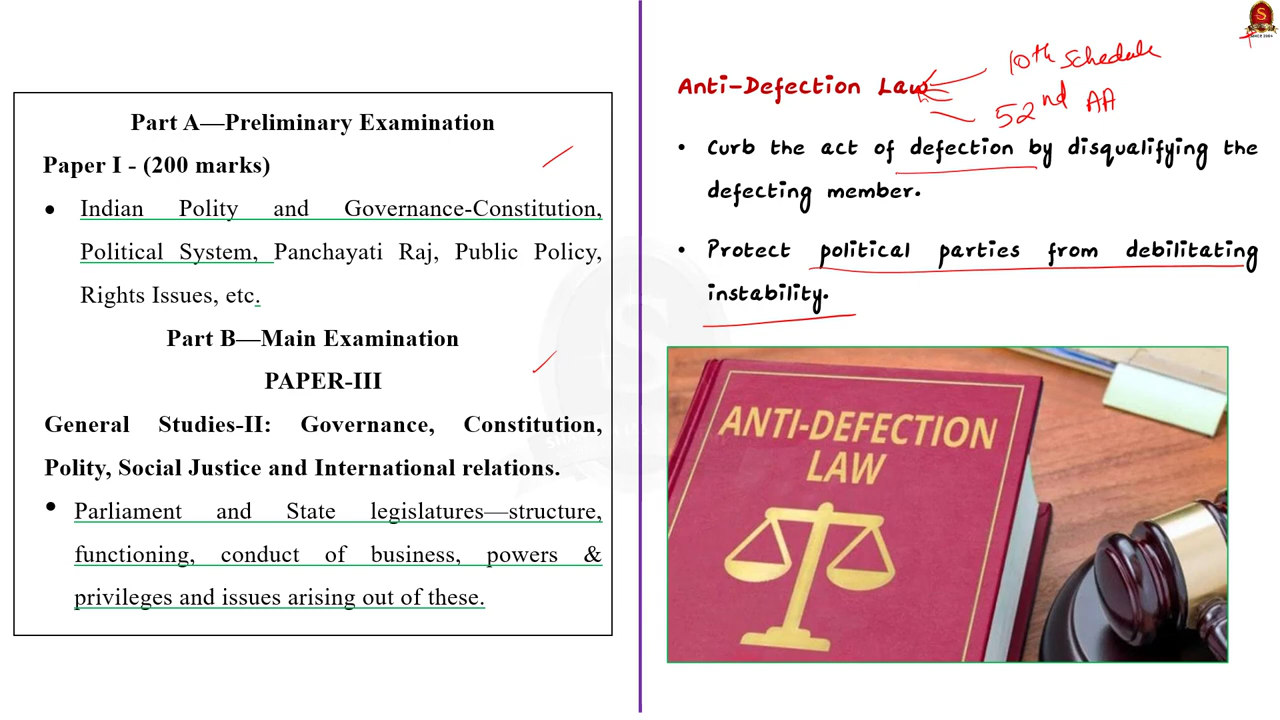 Part A—Preliminary Examination
Paper I - (200 marks)
• Indian Polity and Governance-Constitution,
Political System, Panchayati Raj, Public Policy,
Rights Issues, etc.
Part B—Main Examination
PAPER-III
General Studies-II: Governance, Constitution,
Polity, Social Justice and International relations.
• Parliament and State legislatures—structure,
functioning, conduct of business, powers &
privileges and issues arising out of these.
S
SINCE 2004
10th Schedule
Anti-Defection Law
52nd AA
• Curb the act of defection by disqualifying the
defecting member.
• Protect political parties from debilitating
instability.
ANTI-DEFECTION
LAW